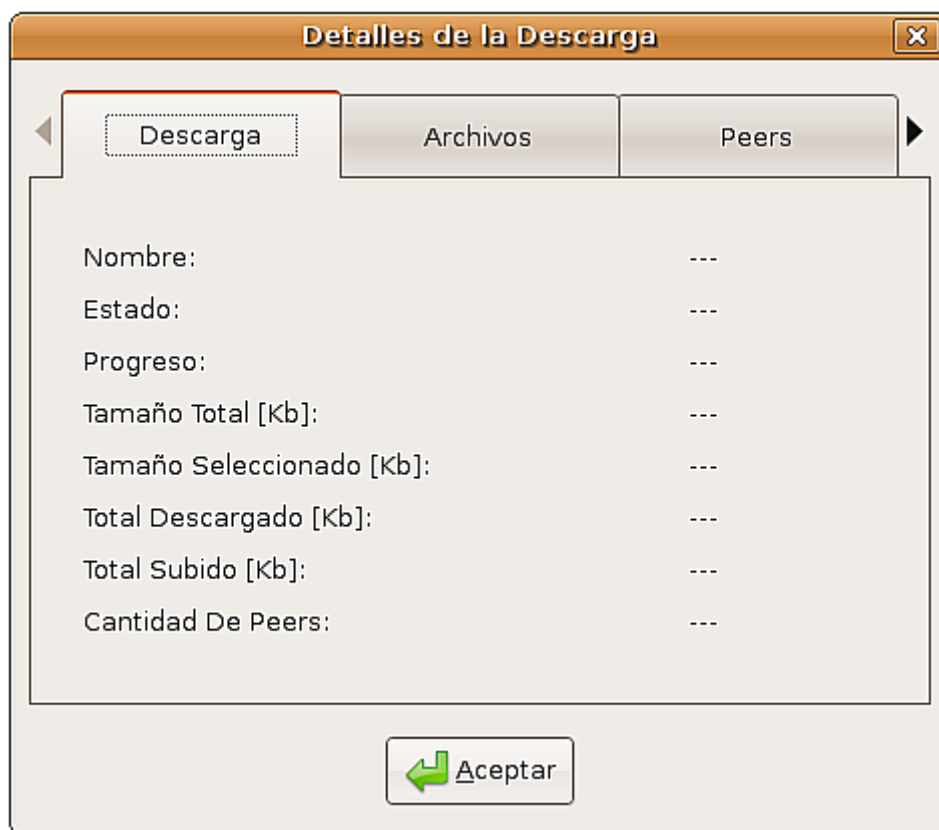 Detalles de la Descarga
Descarga Archivos Peers
Nombre: ---
Estado: ---
Progreso: ---
Tamaño Total [Kb]: ---
Tamaño Seleccionado [Kb]: ---
Total Descargado [Kb]: ---
Total Subido [Kb]: ---
Cantidad De Peers: ---
Aceptar